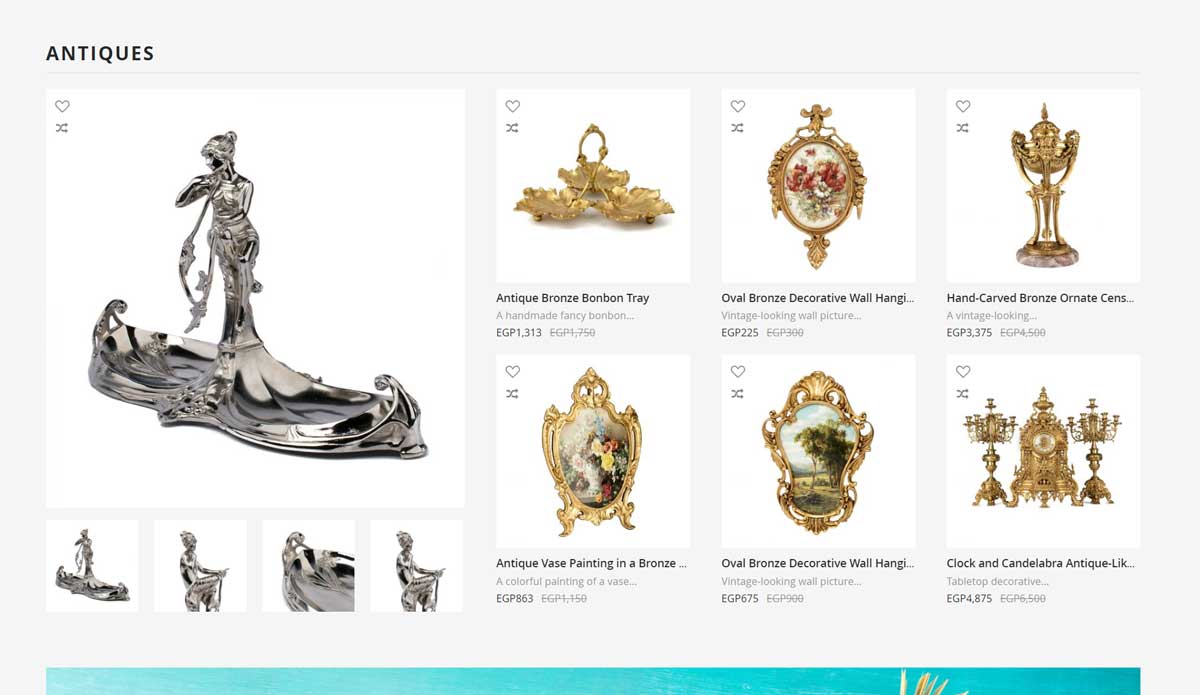 ANTIQUES
Antique Bronze Bonbon Tray
A handmade fancy bonbon...
EGP1,313 EGP1,750
Oval Bronze Decorative Wall Hangi...
Vintage-looking wall picture...
EGP225 EGP300
Hand-Carved Bronze Ornate Cens...
A vintage-looking...
EGP3,375 EGP4,500
Antique Vase Painting in a Bronze ...
A colorful painting of a vase...
EGP863 EGP1,150
Oval Bronze Decorative Wall Hangi...
Vintage-looking wall picture...
EGP675 EGP900
Clock and Candelabra Antique-Lik...
Tabletop decorative...
EGP4,875 EGP6,500